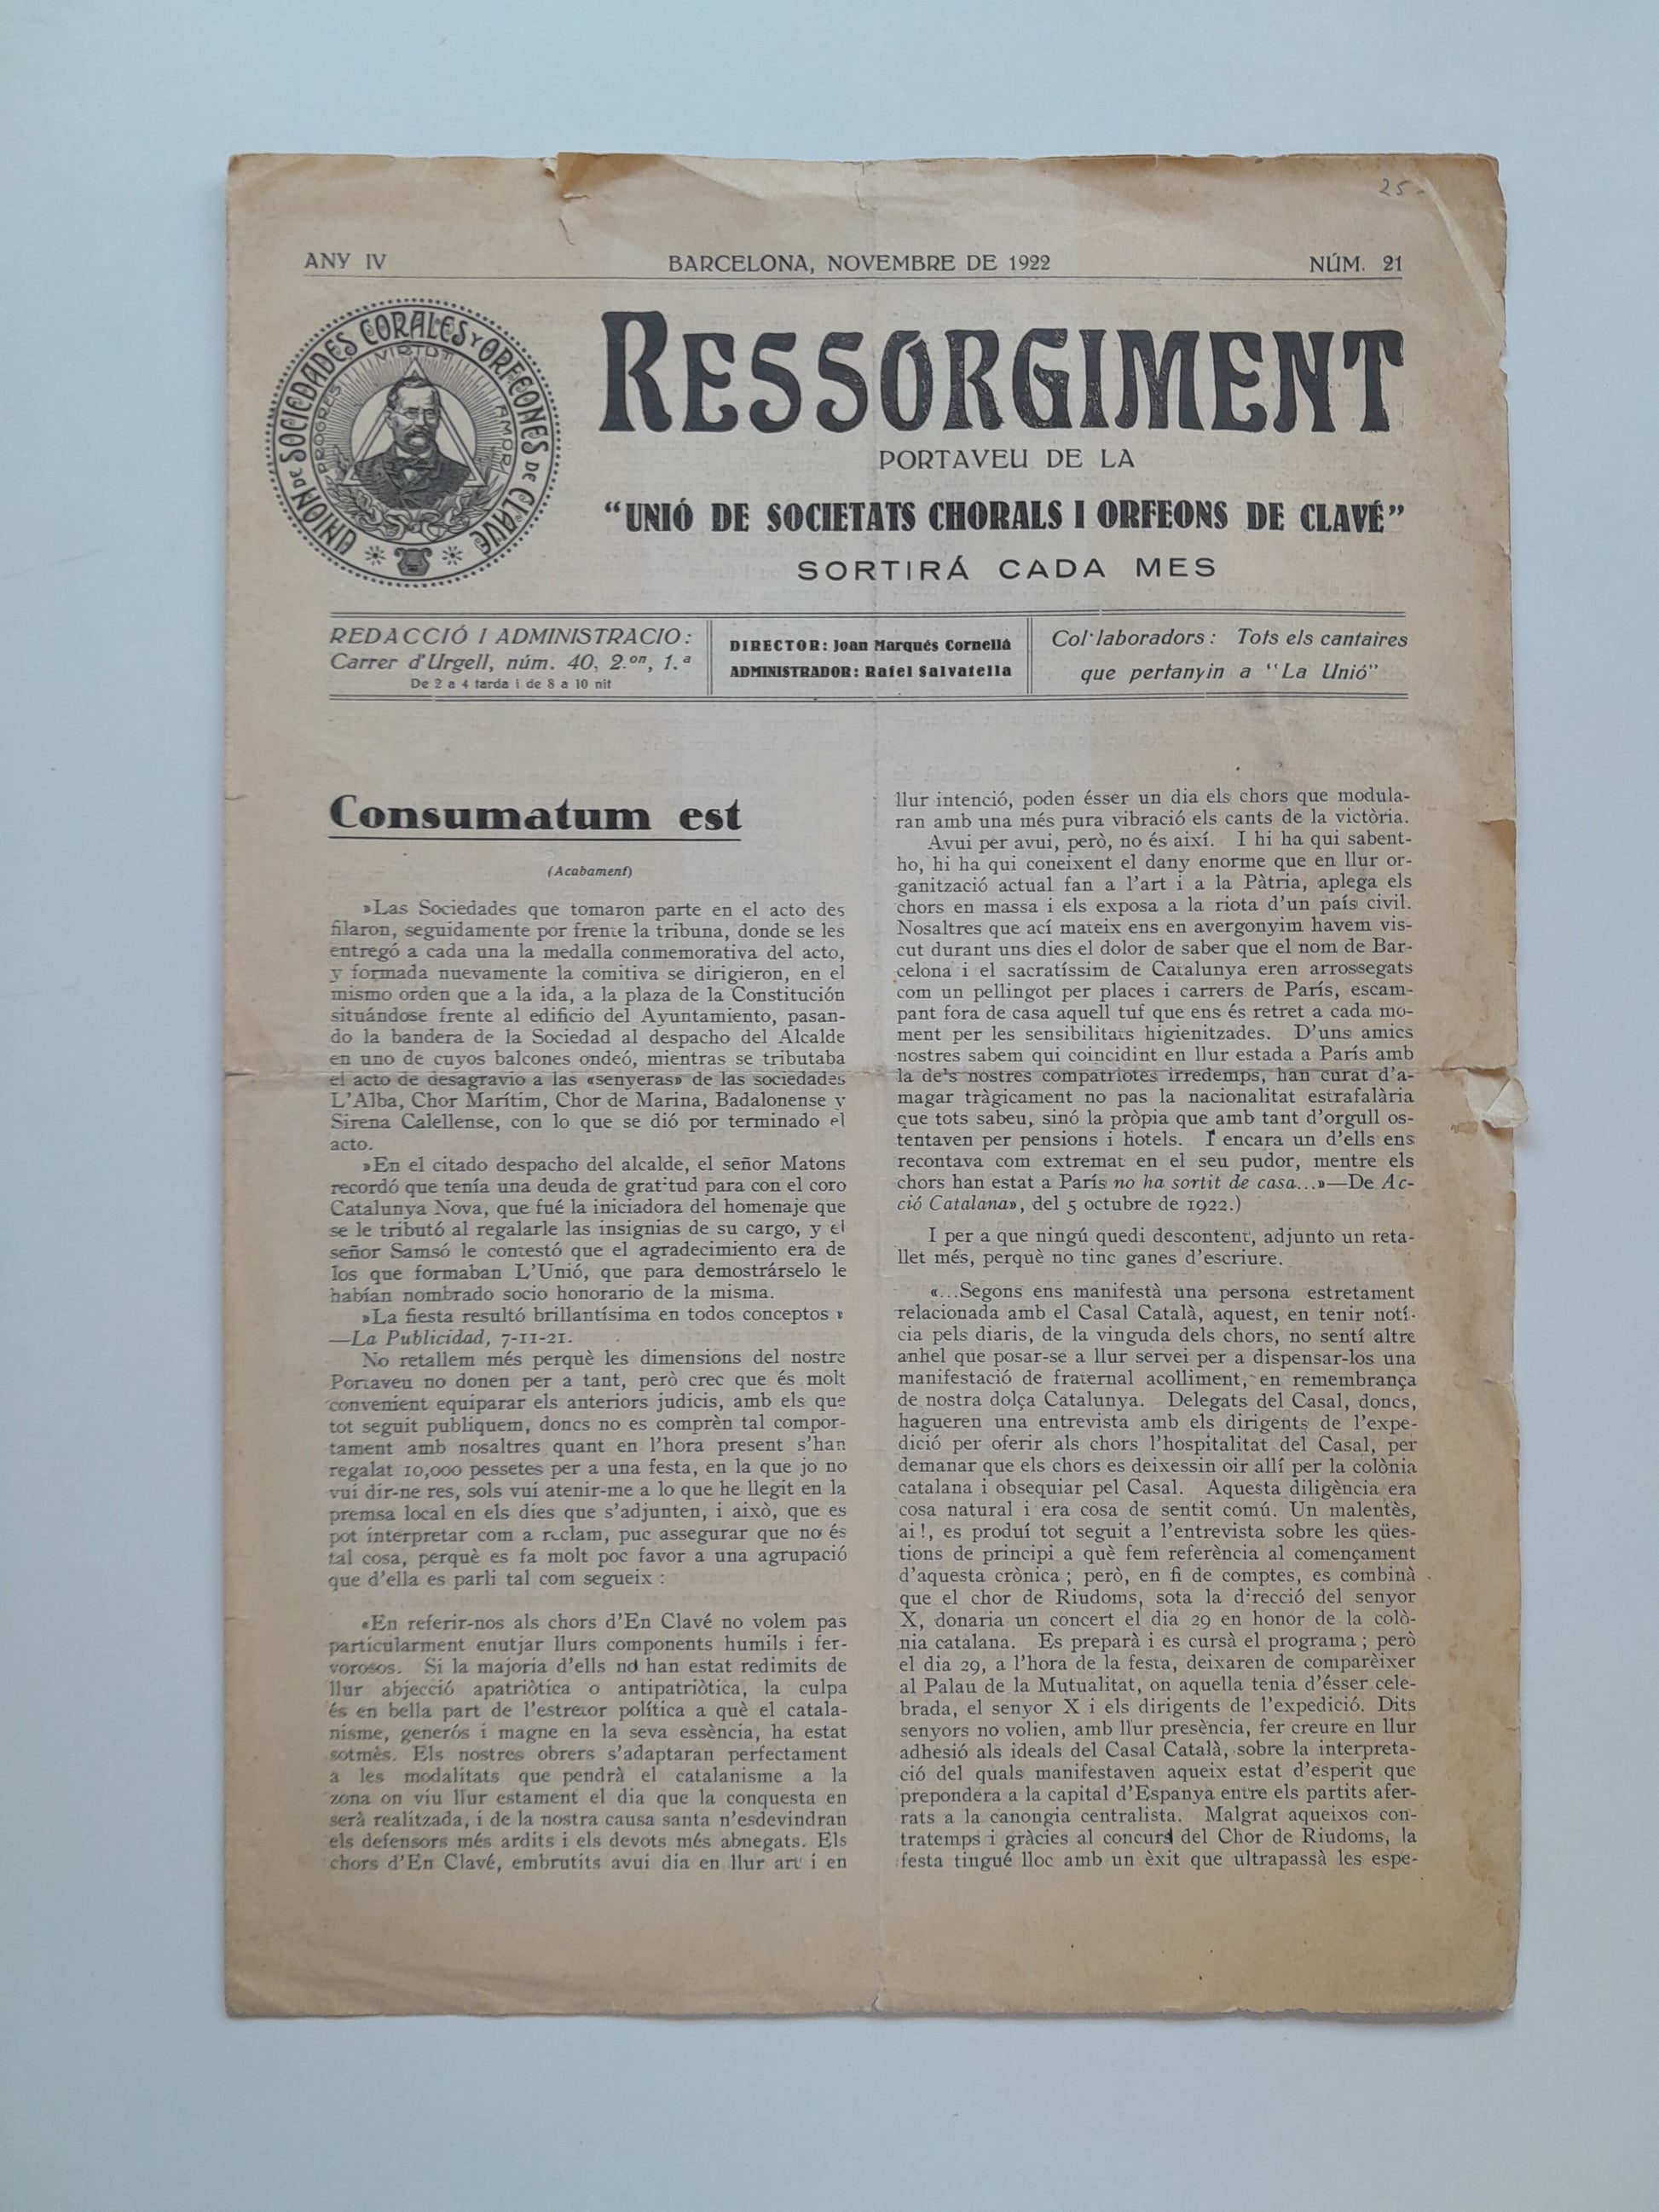 25-
ANY IV BARCELONA, NOVEMBRE DE 1922 NÚM. 21
UNION DE SOCIEDADES CORALES Y ORFEONES DE CLAVÉ
PROGRES VIRTUT AMOR
RESSORGIMENT
PORTAVEU DE LA
“UNIÓ DE SOCIETATS CHORALS I ORFEONS DE CLAVÉ”
SORTIRÁ CADA MES
REDACCIÓ I ADMINISTRACIO:
Carrer d'Urgell, núm. 40, 2.on, 1.ª
De 2 a 4 tarda i de 8 a 10 nit
DIRECTOR: Joan Marqués Cornellá
ADMINISTRADOR: Rafel Salvatella
Col·laboradors: Tots els cantaires
que pertanyin a “La Unió”
Consumatum est
(Acabament)
»Las Sociedades que tomaron parte en el acto des
filaron, seguidamente por frente la tribuna, donde se les
entregó a cada una la medalla conmemorativa del acto,
y formada nuevamente la comitiva se dirigieron, en el
mismo orden que a la ida, a la plaza de la Constitución
situándose frente al edificio del Ayuntamiento, pasan-
do la bandera de la Sociedad al despacho del Alcalde
en uno de cuyos balcones ondeó, mientras se tributaba
el acto de desagravio a las «senyeras» de las sociedades
L'Alba, Chor Marítim, Chor de Marina, Badalonense y
Sirena Calellense, con lo que se dió por terminado el
acto.
»En el citado despacho del alcalde, el señor Matons
recordó que tenía una deuda de gratitud para con el coro
Catalunya Nova, que fué la iniciadora del homenaje que
se le tributó al regalarle las insignias de su cargo, y el
señor Samsó le contestó que el agradecimiento era de
los que formaban L'Unió, que para demostrárselo le
habían nombrado socio honorario de la misma.
»La fiesta resultó brillantísima en todos conceptos »
—La Publicidad, 7-11-21.
No retallem més perquè les dimensions del nostre
Portaveu no donen per a tant, però crec que és molt
convenient equiparar els anteriors judicis, amb els que
tot seguit publiquem, doncs no es comprèn tal compor-
tament amb nosaltres quant en l'hora present s'han
regalat 10,000 pessetes per a una festa, en la que jo no
vui dir-ne res, sols vui atenir-me a lo que he llegit en la
premsa local en els dies que s'adjunten, i això, que es
pot interpretar com a reclam, puc assegurar que no és
tal cosa, perquè es fa molt poc favor a una agrupació
que d'ella es parli tal com segueix :
«En referir-nos als chors d'En Clavé no volem pas
particularment enutjar llurs components humils i fer-
vorosos. Si la majoria d'ells no han estat redimits de
llur abjecció apatriòtica o antipatriòtica, la culpa
és en bella part de l'estretor política a què el catala-
nisme, generós i magne en la seva essència, ha estat
sotmès. Els nostres obrers s'adaptaran perfectament
a les modalitats que pendrà el catalanisme a la
zona on viu llur estament el dia que la conquesta en
serà realitzada, i de la nostra causa santa n'esdevindran
els defensors més ardits i els devots més abnegats. Els
chors d'En Clavé, embrutits avui dia en llur art i en
llur intenció, poden ésser un dia els chors que modula-
ran amb una més pura vibració els cants de la victòria.
Avui per avui, però, no és així. I hi ha qui sabent-
ho, hi ha qui coneixent el dany enorme que en llur or-
ganització actual fan a l'art i a la Pàtria, aplega els
chors en massa i els exposa a la riota d'un país civil.
Nosaltres que ací mateix ens en avergonyim havem vis-
cut durant uns dies el dolor de saber que el nom de Bar-
celona i el sacratíssim de Catalunya eren arrossegats
com un pellingot per places i carrers de París, escam-
pant fora de casa aquell tuf que ens és retret a cada mo-
ment per les sensibilitats higienitzades. D'uns amics
nostres sabem qui coincidint en llur estada a París amb
la de's nostres compatriotes irredemps, han curat d'a-
magar tràgicament no pas la nacionalitat estrafalària
que tots sabeu, sinó la pròpia que amb tant d'orgull os-
tentaven per pensions i hotels. I encara un d'ells ens
recontava com extremat en el seu pudor, mentre els
chors han estat a París no ha sortit de casa...»—De Ac-
ció Catalana», del 5 octubre de 1922.)
I per a que ningú quedi descontent, adjunto un reta-
llet més, perquè no tinc ganes d'escriure.
«...Segons ens manifestà una persona estretament
relacionada amb el Casal Català, aquest, en tenir notí-
cia pels diaris, de la vinguda dels chors, no sentí altre
anhel que posar-se a llur servei per a dispensar-los una
manifestació de fraternal acolliment, en remembrança
de nostra dolça Catalunya. Delegats del Casal, doncs,
hagueren una entrevista amb els dirigents de l'expe-
dició per oferir als chors l'hospitalitat del Casal, per
demanar que els chors es deixessin oir allí per la colònia
catalana i obsequiar pel Casal. Aquesta diligència era
cosa natural i era cosa de sentit comú. Un malentès,
ai!, es produí tot seguit a l'entrevista sobre les qües-
tions de principi a què fem referència al començament
d'aquesta crònica ; però, en fi de comptes, es combinà
que el chor de Riudoms, sota la direcció del senyor
X, donaria un concert el dia 29 en honor de la colò-
nia catalana. Es preparà i es cursà el programa ; però
el dia 29, a l'hora de la festa, deixaren de comparèixer
al Palau de la Mutualitat, on aquella tenia d'ésser cele-
brada, el senyor X i els dirigents de l'expedició. Dits
senyors no volien, amb llur presència, fer creure en llur
adhesió als ideals del Casal Català, sobre la interpreta-
ció del quals manifestaven aqueix estat d'esperit que
prepondera a la capital d'Espanya entre els partits afer-
rats a la canongia centralista. Malgrat aqueixos con-
tratemps i gràcies al concurs del Chor de Riudoms, la
festa tingué lloc amb un èxit que ultrapassà les espe-